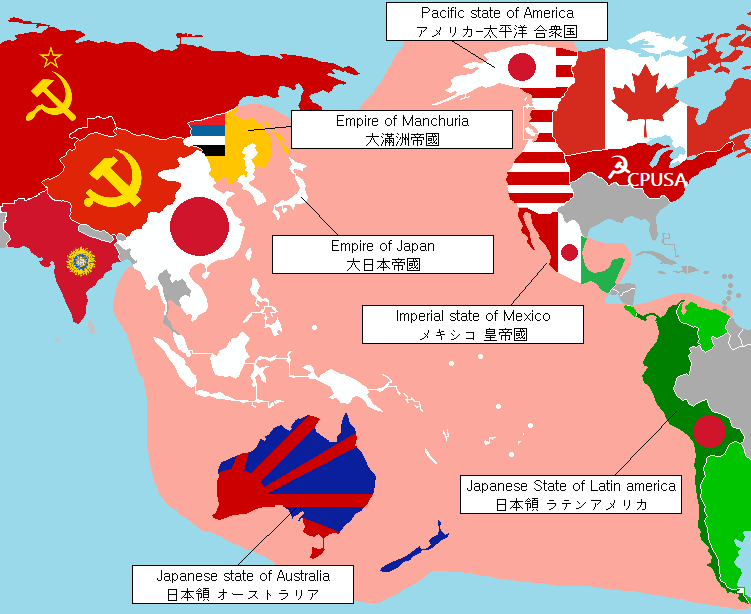 Pacific state of America
アメリカ-太平洋 合衆国
Empire of Manchuria
大滿洲帝國
CPUSA
Empire of Japan
大日本帝國
Imperial state of Mexico
メキシコ 皇帝國
Japanese State of Latin america
日本領 ラテンアメリカ
Japanese state of Australia
日本領 オーストラリア